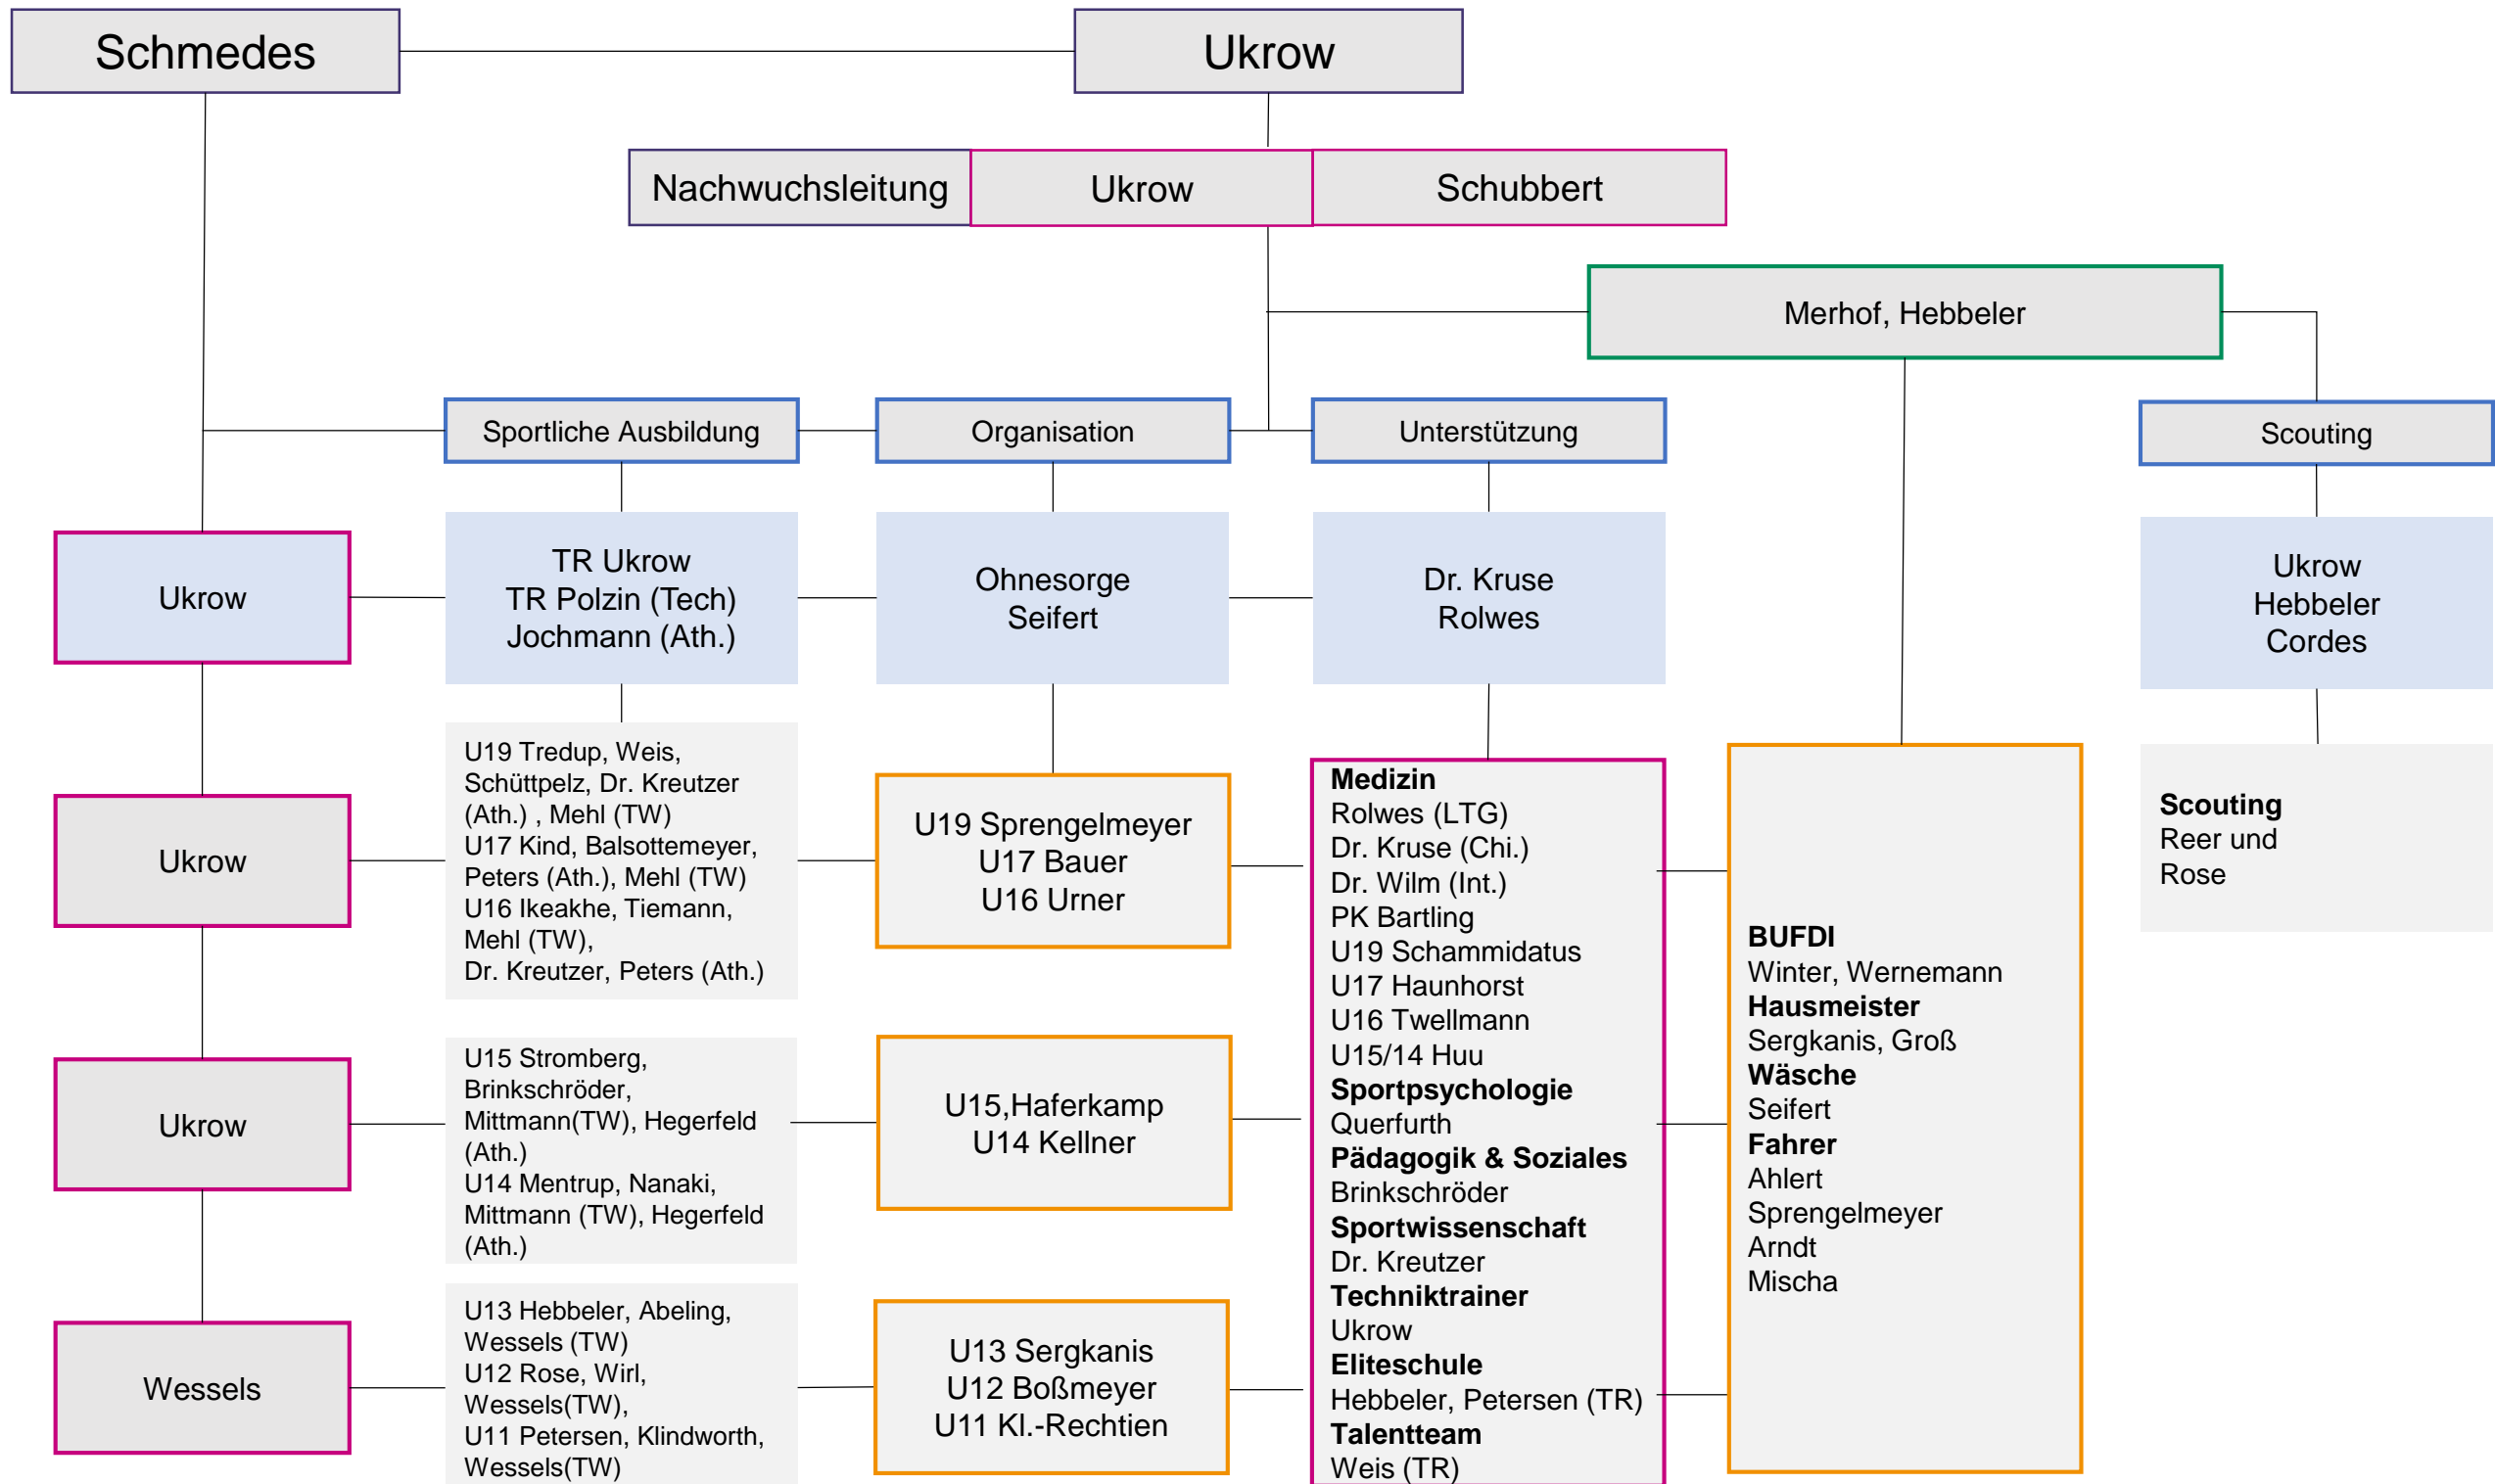 Schmedes
Ukrow
Nachwuchsleitung
Ukrow
Schubbert
Merhof, Hebbeler
Sportliche Ausbildung
Organisation
Unterstützung
Scouting
Ukrow
TR Ukrow
TR Polzin (Tech)
Jochmann (Ath.)
Ohnesorge
Seifert
Dr. Kruse
Rolwes
Ukrow
Hebbeler
Cordes
Ukrow
U19 Tredup, Weis,
Schüttpelz, Dr. Kreutzer
(Ath.) , Mehl (TW)
U17 Kind, Balsottemeyer,
Peters (Ath.), Mehl (TW)
U16 Ikeakhe, Tiemann,
Mehl (TW),
Dr. Kreutzer, Peters (Ath.)
U19 Sprengelmeyer
U17 Bauer
U16 Urner
Medizin
Rolwes (LTG)
Dr. Kruse (Chi.)
Dr. Wilm (Int.)
PK Bartling
U19 Schammidatus
U17 Haunhorst
U16 Twellmann
U15/14 Huu
Sportpsychologie
Querfurth
Pädagogik & Soziales
Brinkschröder
Sportwissenschaft
Dr. Kreutzer
Techniktrainer
Ukrow
Eliteschule
Hebbeler, Petersen (TR)
Talentteam
Weis (TR)
BUFDI
Winter, Wernemann
Hausmeister
Sergkanis, Groß
Wäsche
Seifert
Fahrer
Ahlert
Sprengelmeyer
Arndt
Mischa
Scouting
Reer und
Rose
Ukrow
U15 Stromberg,
Brinkschröder,
Mittmann(TW), Hegerfeld
(Ath.)
U14 Mentrup, Nanaki,
Mittmann (TW), Hegerfeld
(Ath.)
U15,Haferkamp
U14 Kellner
Wessels
U13 Hebbeler, Abeling,
Wessels (TW)
U12 Rose, Wirl,
Wessels(TW),
U11 Petersen, Klindworth,
Wessels(TW)
U13 Sergkanis
U12 Boßmeyer
U11 Kl.-Rechtien